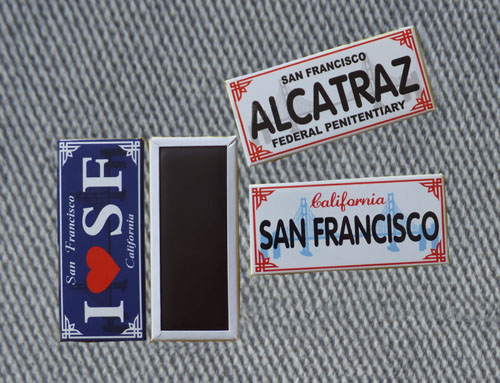 SAN FRANCISCO
ALCATRAZ
FEDERAL PENITENTIARY
San Francisco
I ♥ SF
California
California
SAN FRANCISCO